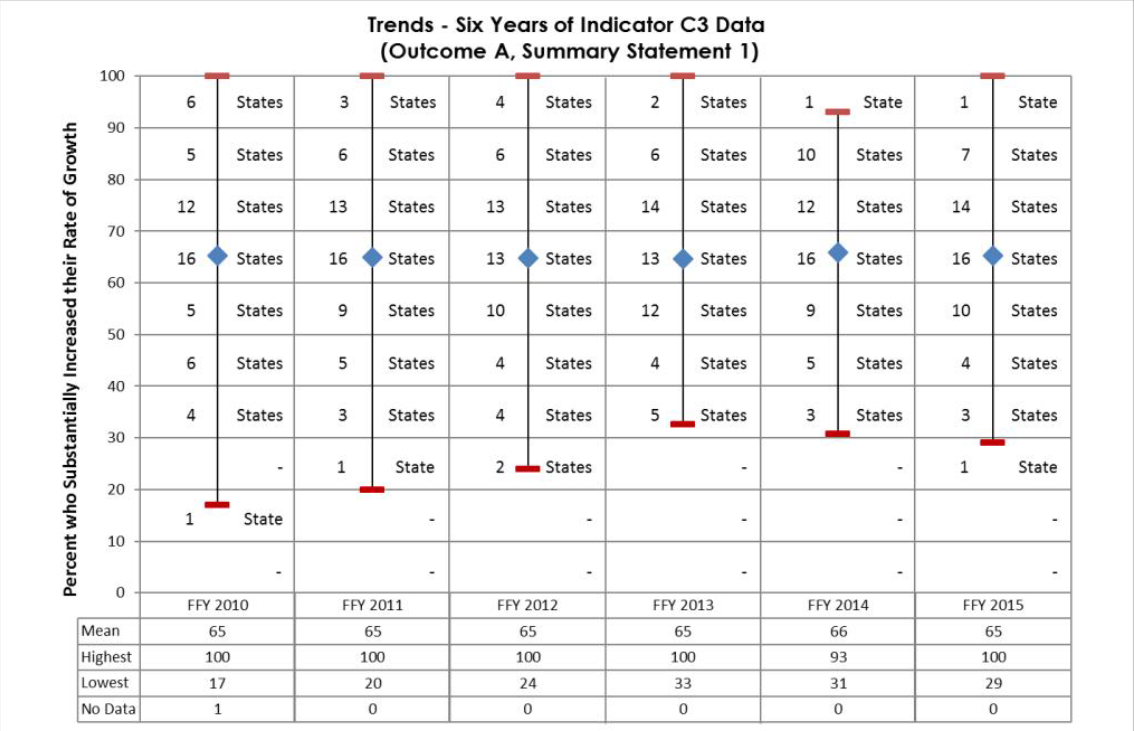 Trends - Six Years of Indicator C3 Data
(Outcome A, Summary Statement 1)
Percent who Substantially Increased their Rate of Growth
100
6 States 3 States 4 States 2 States 1 State 1 State
90
5 States 6 States 6 States 6 States 10 States 7 States
80
12 States 13 States 13 States 14 States 12 States 14 States
70
16 States 16 States 13 States 13 States 16 States 16 States
60
5 States 9 States 10 States 12 States 9 States 10 States
50
6 States 5 States 4 States 4 States 5 States 4 States
40
4 States 3 States 4 States 5 States 3 States 3 States
30
- 1 State 2 States - - 1 State
20
1 State - - - - -
10
- - - - - -
0
FFY 2010 FFY 2011 FFY 2012 FFY 2013 FFY 2014 FFY 2015
Mean 65 65 65 65 66 65
Highest 100 100 100 100 93 100
Lowest 17 20 24 33 31 29
No Data 1 0 0 0 0 0